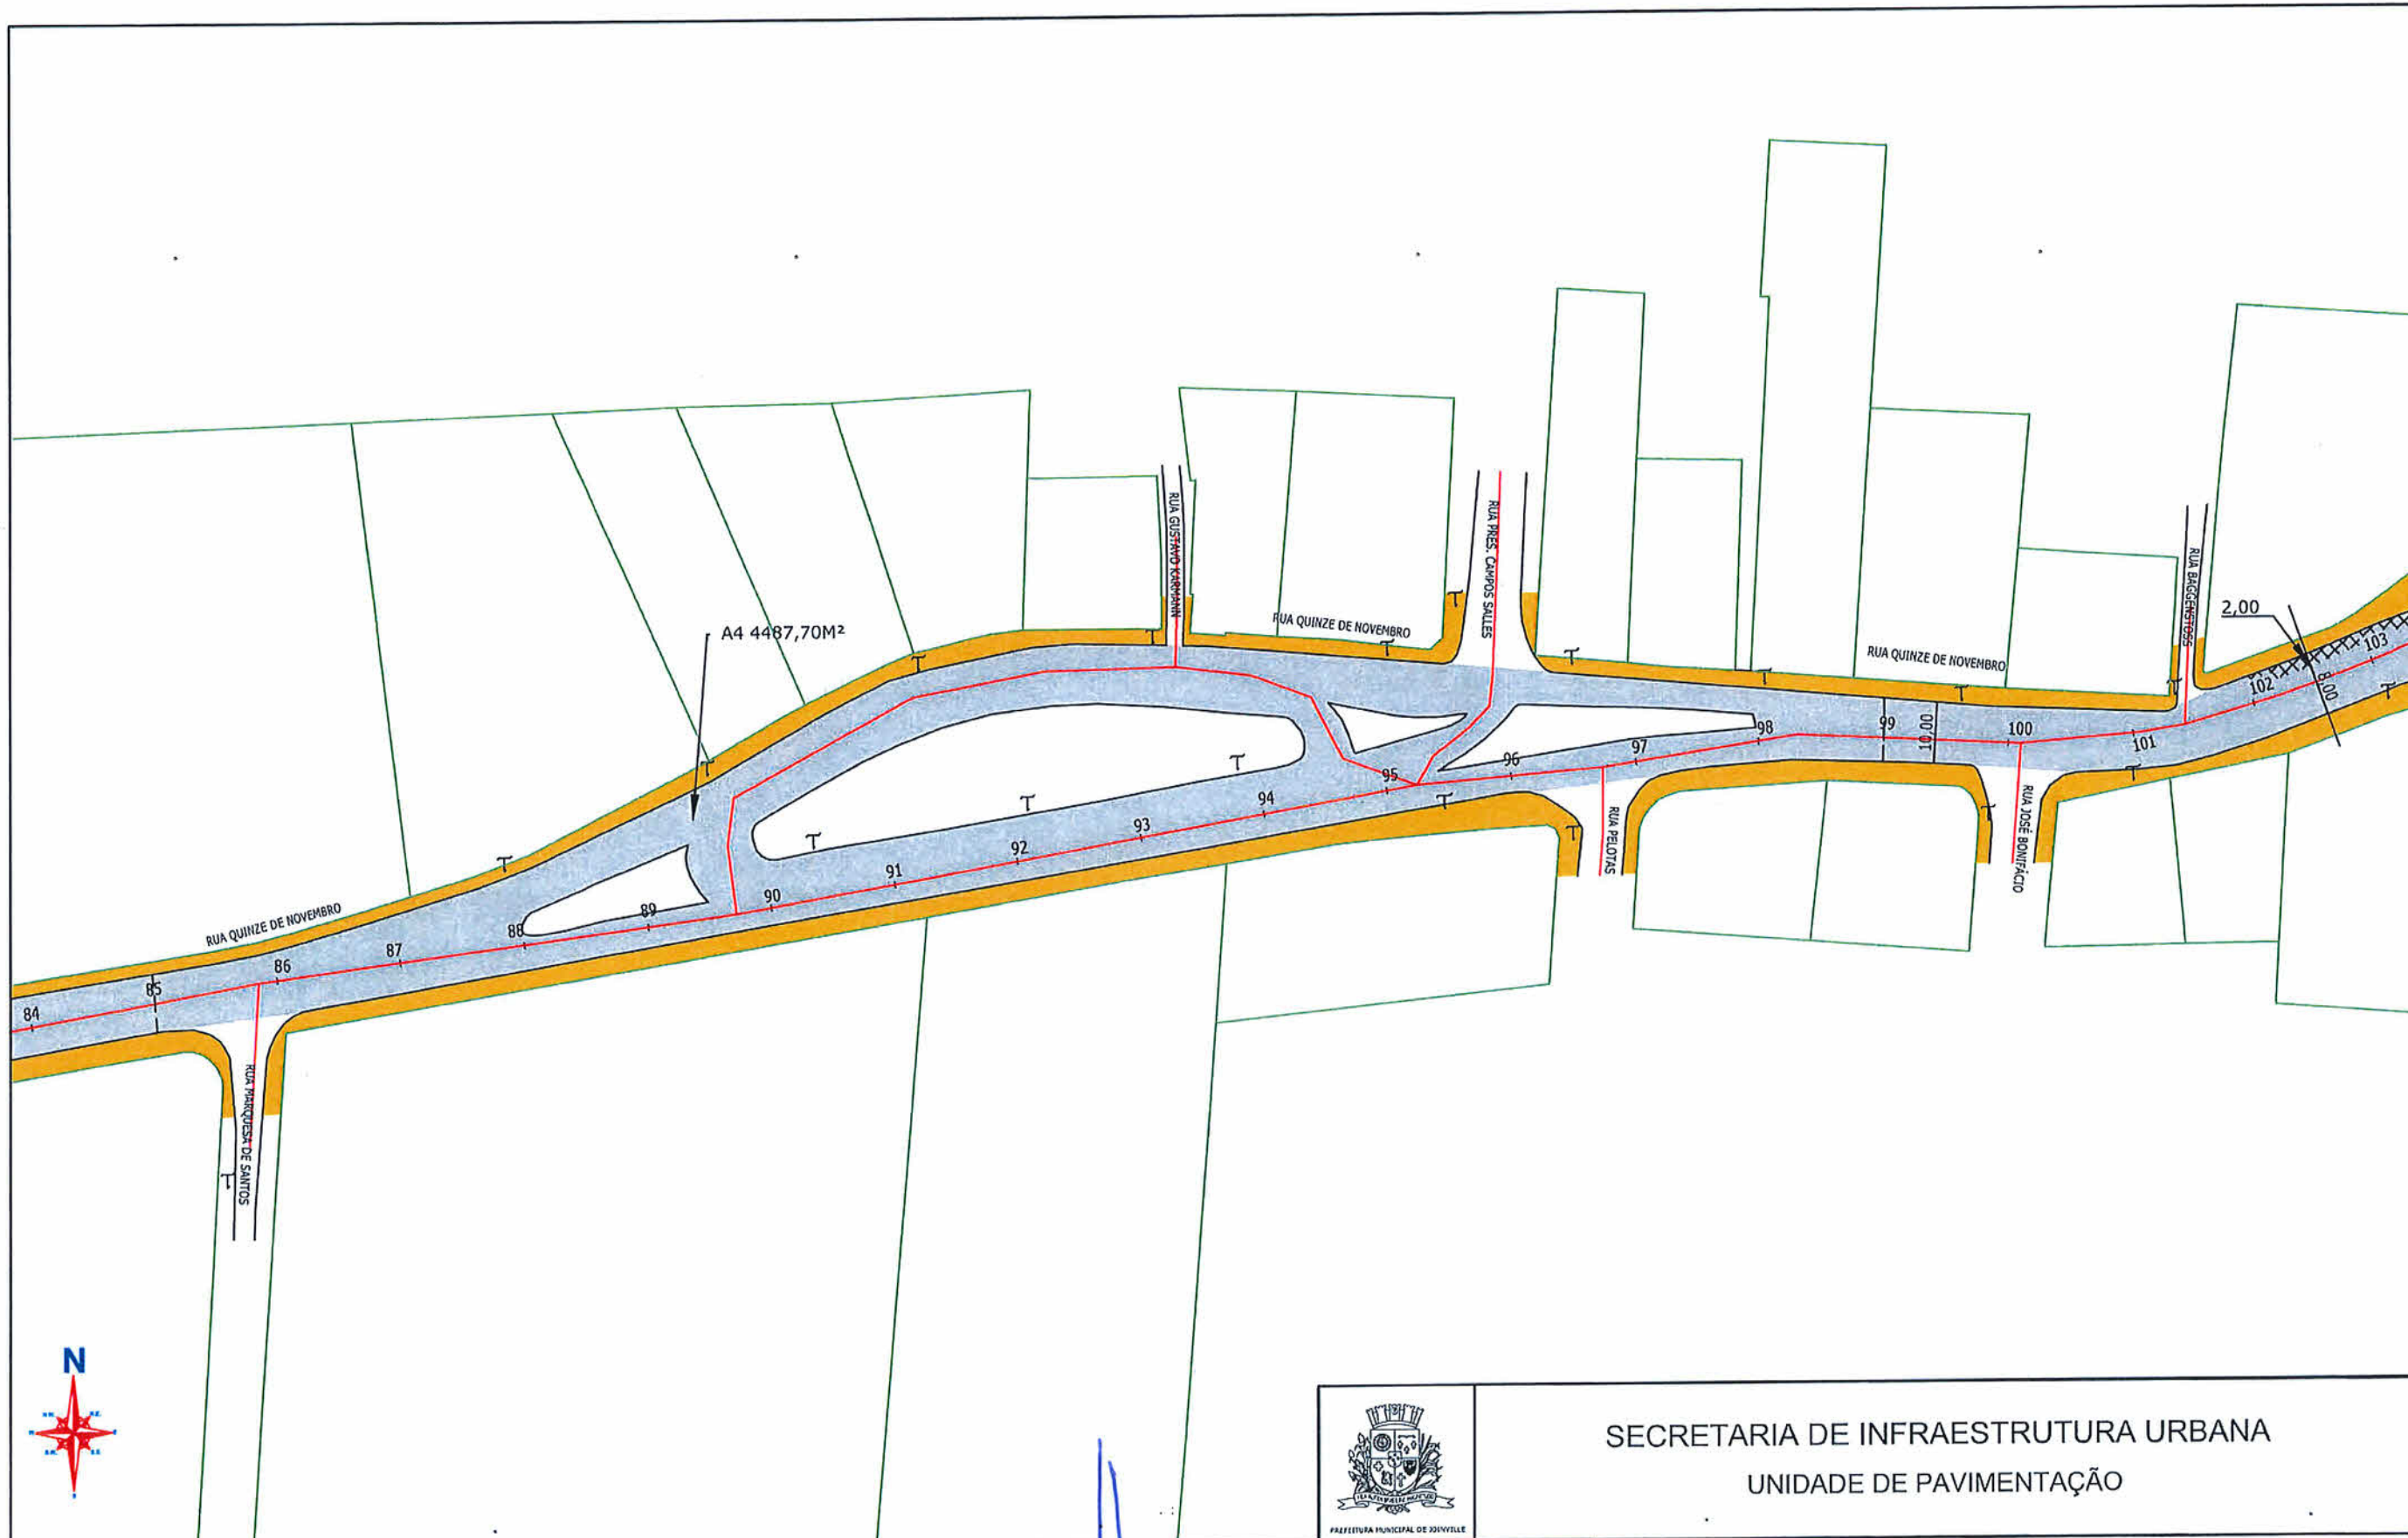 A4 4487,70M²
RUA GUSTAVO KARMANN
RUA QUINZE DE NOVEMBRO
RUA PRES. CAMPOS SALLES
RUA QUINZE DE NOVEMBRO
RUA BAGGENSTOSS
2,00
8,00
RUA QUINZE DE NOVEMBRO
84
85
86
87
88
89
90
91
92
93
94
95
96
97
98
99
10,00
100
101
102
103
RUA MARQUESA DE SANTOS
RUA PELOTAS
RUA JOSÉ BONIFÁCIO
N
PREFEITURA MUNICIPAL DE JOINVILLE
SECRETARIA DE INFRAESTRUTURA URBANA
UNIDADE DE PAVIMENTAÇÃO